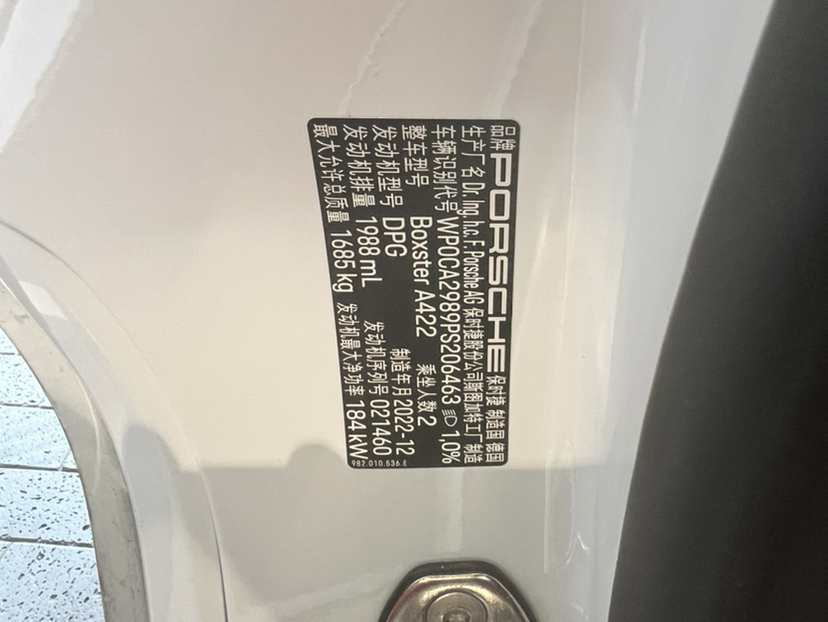 品牌 PORSCHE 保时捷 制造国 德国
生产厂名 Dr. Ing. h.c. F. Porsche AG 保时捷股份公司斯图加特工厂制造
车辆识别代号 WP0CA2989PS206463 1,0%
整车型号 Boxster A422 乘坐人数 2
发动机型号 DPG 制造年月 2022-12
发动机排量 1988 mL 发动机序列号 021460
最大允许总质量 1685 kg 发动机最大净功率 184 kW
982.010.536.E